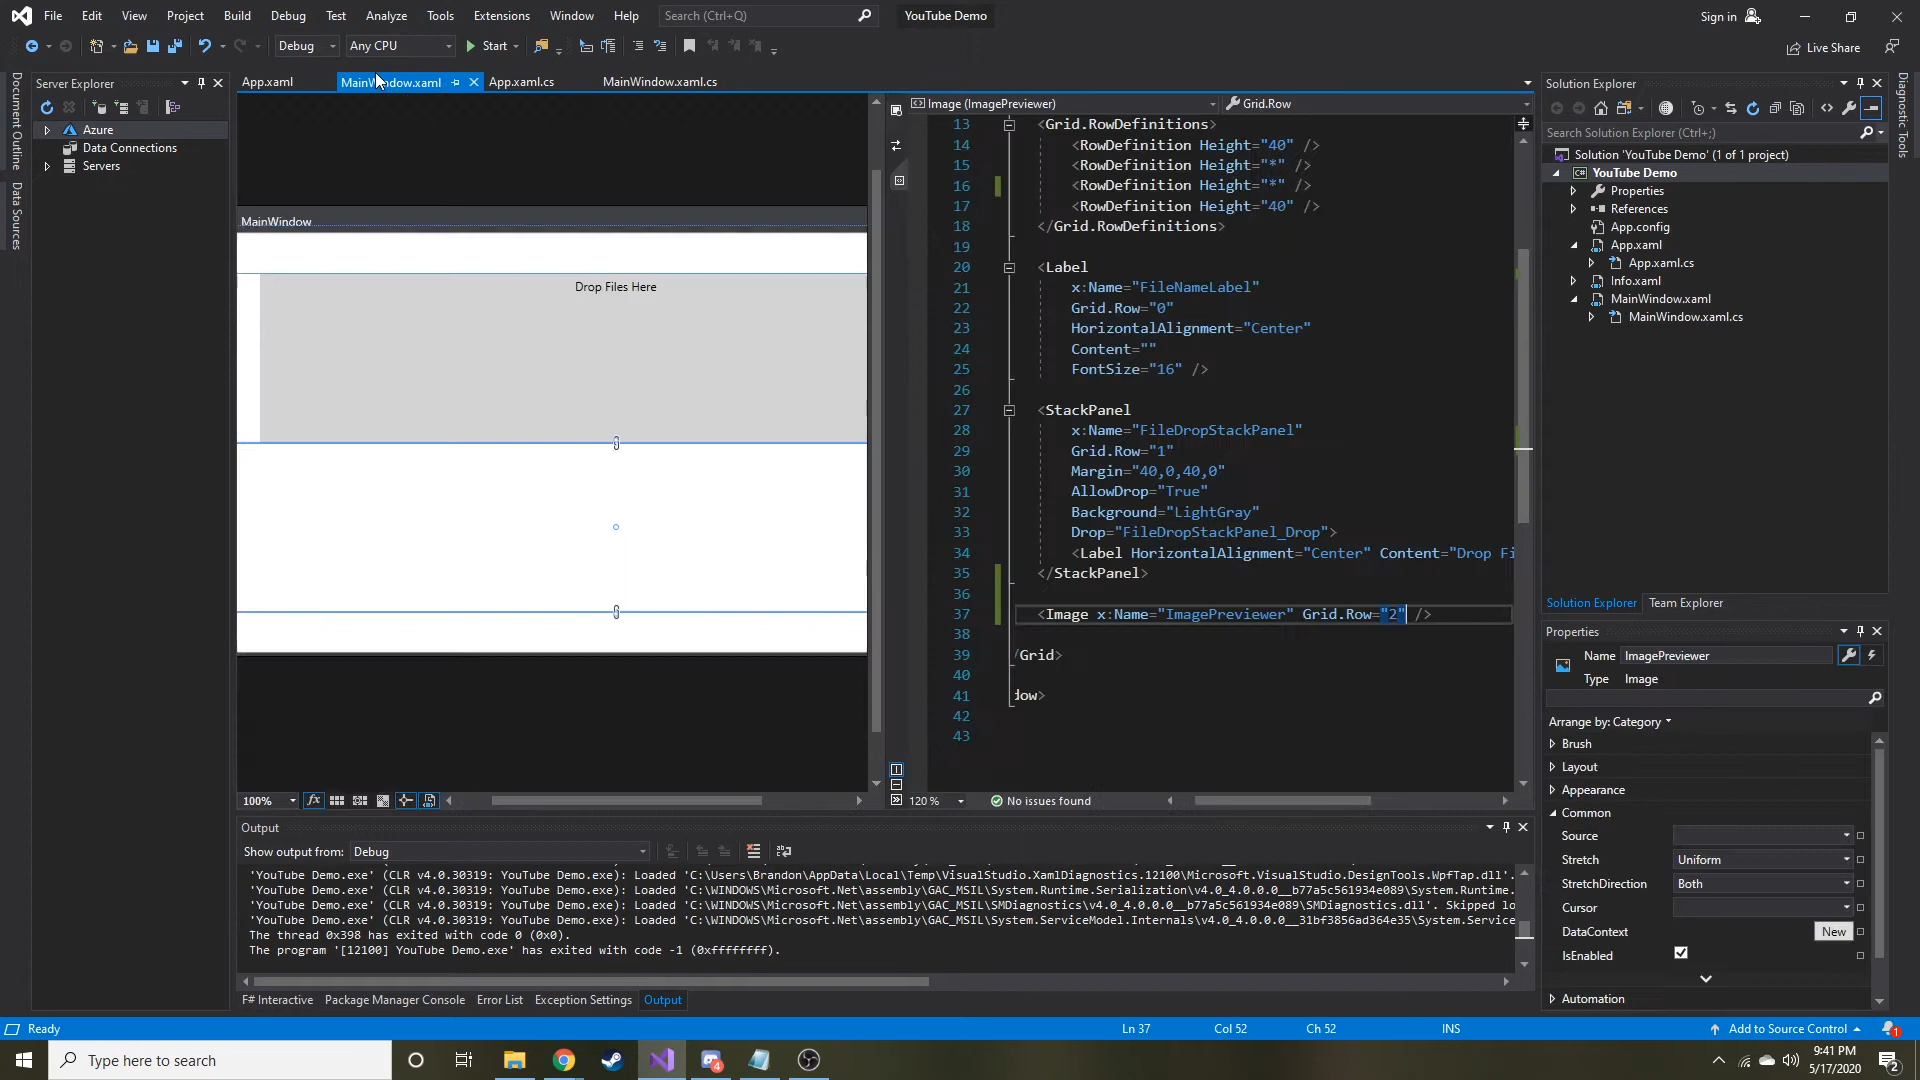 File Edit View Project Build Debug Test Analyze Tools Extensions Window Help Search (Ctrl+Q) YouTube Demo Sign in
Debug Any CPU Start Live Share
Document Outline
Data Sources
Server Explorer
Azure
Data Connections
Servers
App.xaml MainWindow.xaml App.xaml.cs MainWindow.xaml.cs
MainWindow
Drop Files Here
100%
Image (ImagePreviewer) Grid.Row
13 <Grid.RowDefinitions>
14 <RowDefinition Height="40" />
15 <RowDefinition Height="*" />
16 <RowDefinition Height="*" />
17 <RowDefinition Height="40" />
18 </Grid.RowDefinitions>
19
20 <Label
21 x:Name="FileNameLabel"
22 Grid.Row="0"
23 HorizontalAlignment="Center"
24 Content=""
25 FontSize="16" />
26
27 <StackPanel
28 x:Name="FileDropStackPanel"
29 Grid.Row="1"
30 Margin="40,0,40,0"
31 AllowDrop="True"
32 Background="LightGray"
33 Drop="FileDropStackPanel_Drop">
34 <Label HorizontalAlignment="Center" Content="Drop Fi
35 </StackPanel>
36
37 <Image x:Name="ImagePreviewer" Grid.Row="2" />
38
39 /Grid>
40
41 dow>
42
43
120 % No issues found
Output
Show output from: Debug
'YouTube Demo.exe' (CLR v4.0.30319: YouTube Demo.exe): Loaded 'C:\Users\Brandon\AppData\Local\Temp\VisualStudio.XamlDiagnostics.12100\Microsoft.VisualStudio.DesignTools.WpfTap.dll'.
'YouTube Demo.exe' (CLR v4.0.30319: YouTube Demo.exe): Loaded 'C:\WINDOWS\Microsoft.Net\assembly\GAC_MSIL\System.Runtime.Serialization\v4.0_4.0.0.0__b77a5c561934e089\System.Runtime.
'YouTube Demo.exe' (CLR v4.0.30319: YouTube Demo.exe): Loaded 'C:\WINDOWS\Microsoft.Net\assembly\GAC_MSIL\SMDiagnostics\v4.0_4.0.0.0__b77a5c561934e089\SMDiagnostics.dll'. Skipped lo
'YouTube Demo.exe' (CLR v4.0.30319: YouTube Demo.exe): Loaded 'C:\WINDOWS\Microsoft.Net\assembly\GAC_MSIL\System.ServiceModel.Internals\v4.0_4.0.0.0__31bf3856ad364e35\System.Service
The thread 0x398 has exited with code 0 (0x0).
The program '[12100] YouTube Demo.exe' has exited with code -1 (0xffffffff).
F# Interactive Package Manager Console Error List Exception Settings Output
Solution Explorer
Search Solution Explorer (Ctrl+;)
Solution 'YouTube Demo' (1 of 1 project)
C# YouTube Demo
Properties
References
App.config
App.xaml
App.xaml.cs
Info.xaml
MainWindow.xaml
MainWindow.xaml.cs
Solution Explorer Team Explorer
Properties
Name ImagePreviewer
Type Image
Arrange by: Category
Brush
Layout
Appearance
Common
Source
Stretch Uniform
StretchDirection Both
Cursor
DataContext New
IsEnabled
Automation
Diagnostic Tools
Ready Ln 37 Col 52 Ch 52 INS Add to Source Control 1
Type here to search 4 9:41 PM
5/17/2020 2